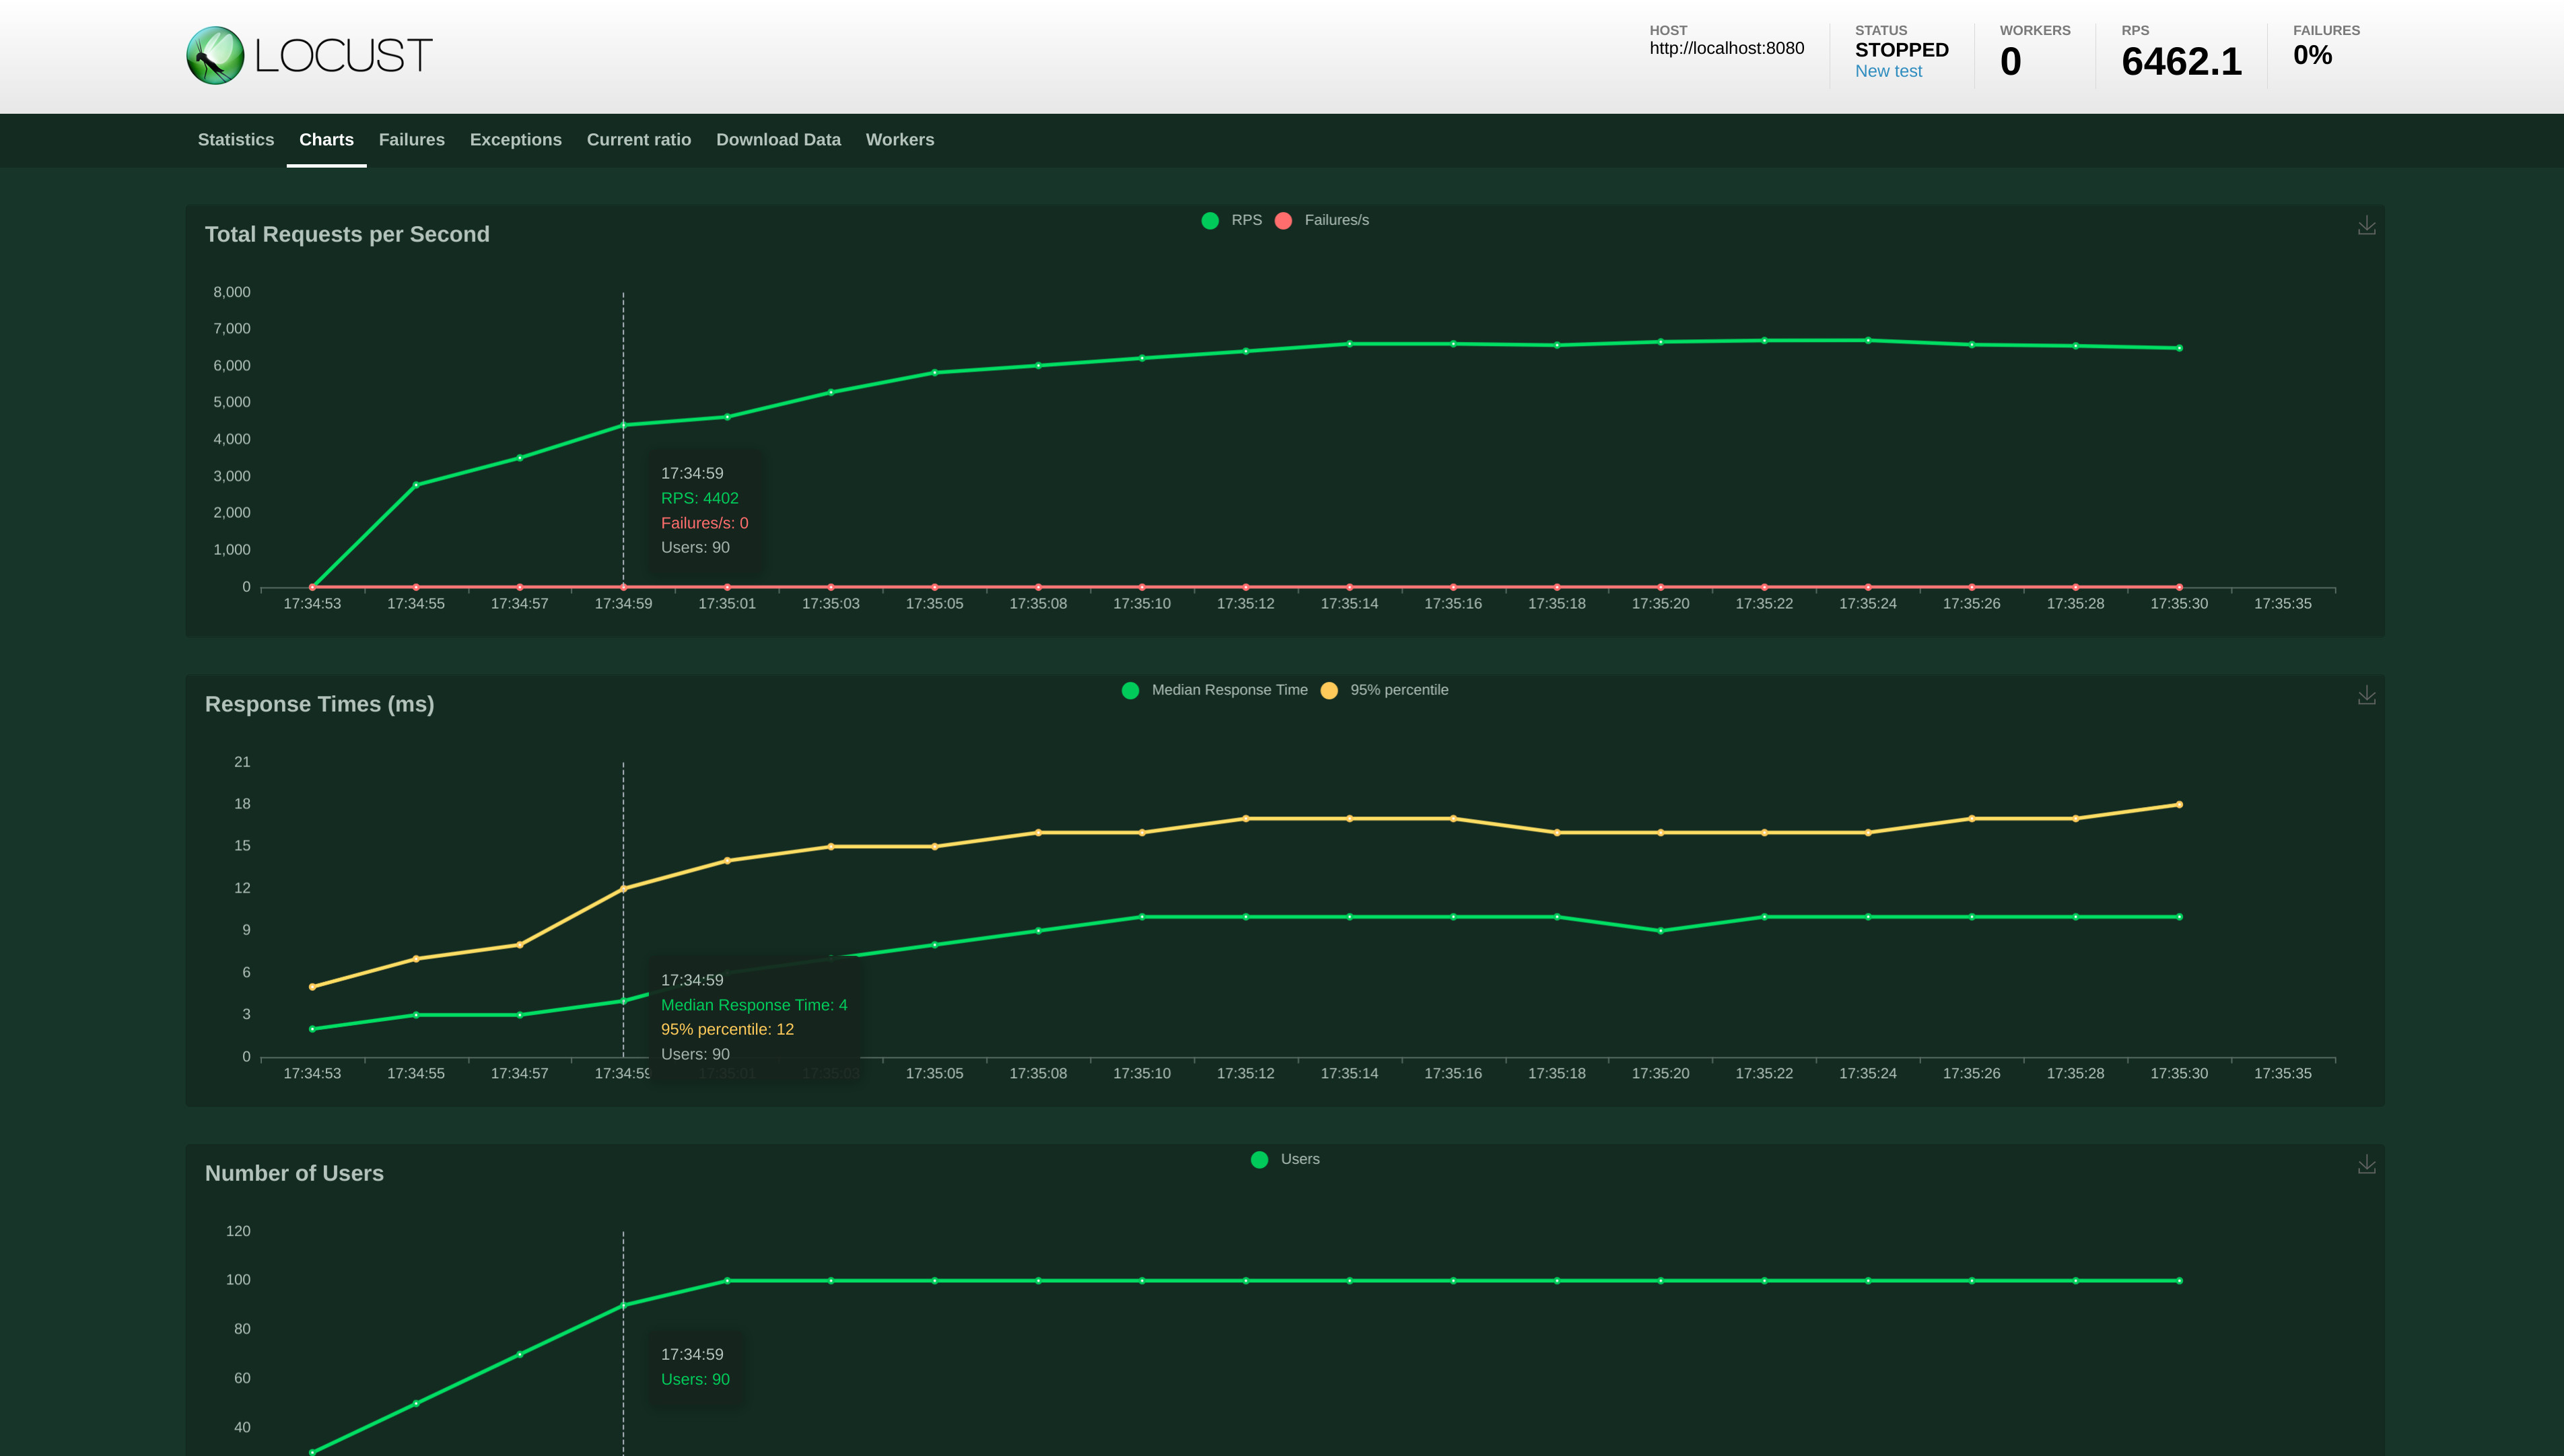 LOCUST
HOST
http://localhost:8080
STATUS
STOPPED
New test
WORKERS
0
RPS
6462.1
FAILURES
0%
Statistics Charts Failures Exceptions Current ratio Download Data Workers
Total Requests per Second
RPS Failures/s
8,000
7,000
6,000
5,000
4,000
3,000
2,000
1,000
0
17:34:59
RPS: 4402
Failures/s: 0
Users: 90
17:34:53 17:34:55 17:34:57 17:34:59 17:35:01 17:35:03 17:35:05 17:35:08 17:35:10 17:35:12 17:35:14 17:35:16 17:35:18 17:35:20 17:35:22 17:35:24 17:35:26 17:35:28 17:35:30 17:35:35
Response Times (ms)
Median Response Time 95% percentile
21
18
15
12
9
6
3
0
17:34:59
Median Response Time: 4
95% percentile: 12
Users: 90
17:34:53 17:34:55 17:34:57 17:34:59 17:35:01 17:35:03 17:35:05 17:35:08 17:35:10 17:35:12 17:35:14 17:35:16 17:35:18 17:35:20 17:35:22 17:35:24 17:35:26 17:35:28 17:35:30 17:35:35
Number of Users
Users
120
100
80
60
40
17:34:59
Users: 90